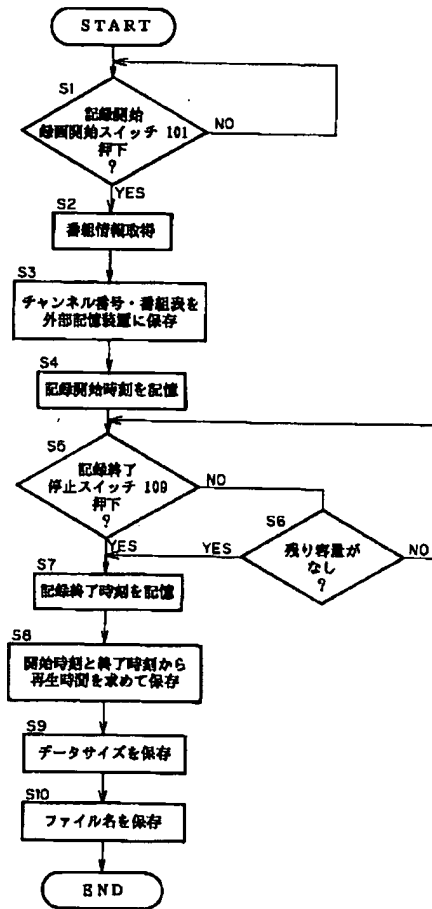 START
S1
記録開始
録画開始スイッチ 101
押下
?
NO
YES
S2
番組情報取得
S3
チャンネル番号・番組表を
外部記憶装置に保存
S4
記録開始時刻を記憶
S5
記録終了
停止スイッチ 109
押下
?
NO
YES
S6
残り容量が
なし
?
YES
NO
S7
記録終了時刻を記憶
S8
開始時刻と終了時刻から
再生時間を求めて保存
S9
データサイズを保存
S10
ファイル名を保存
END